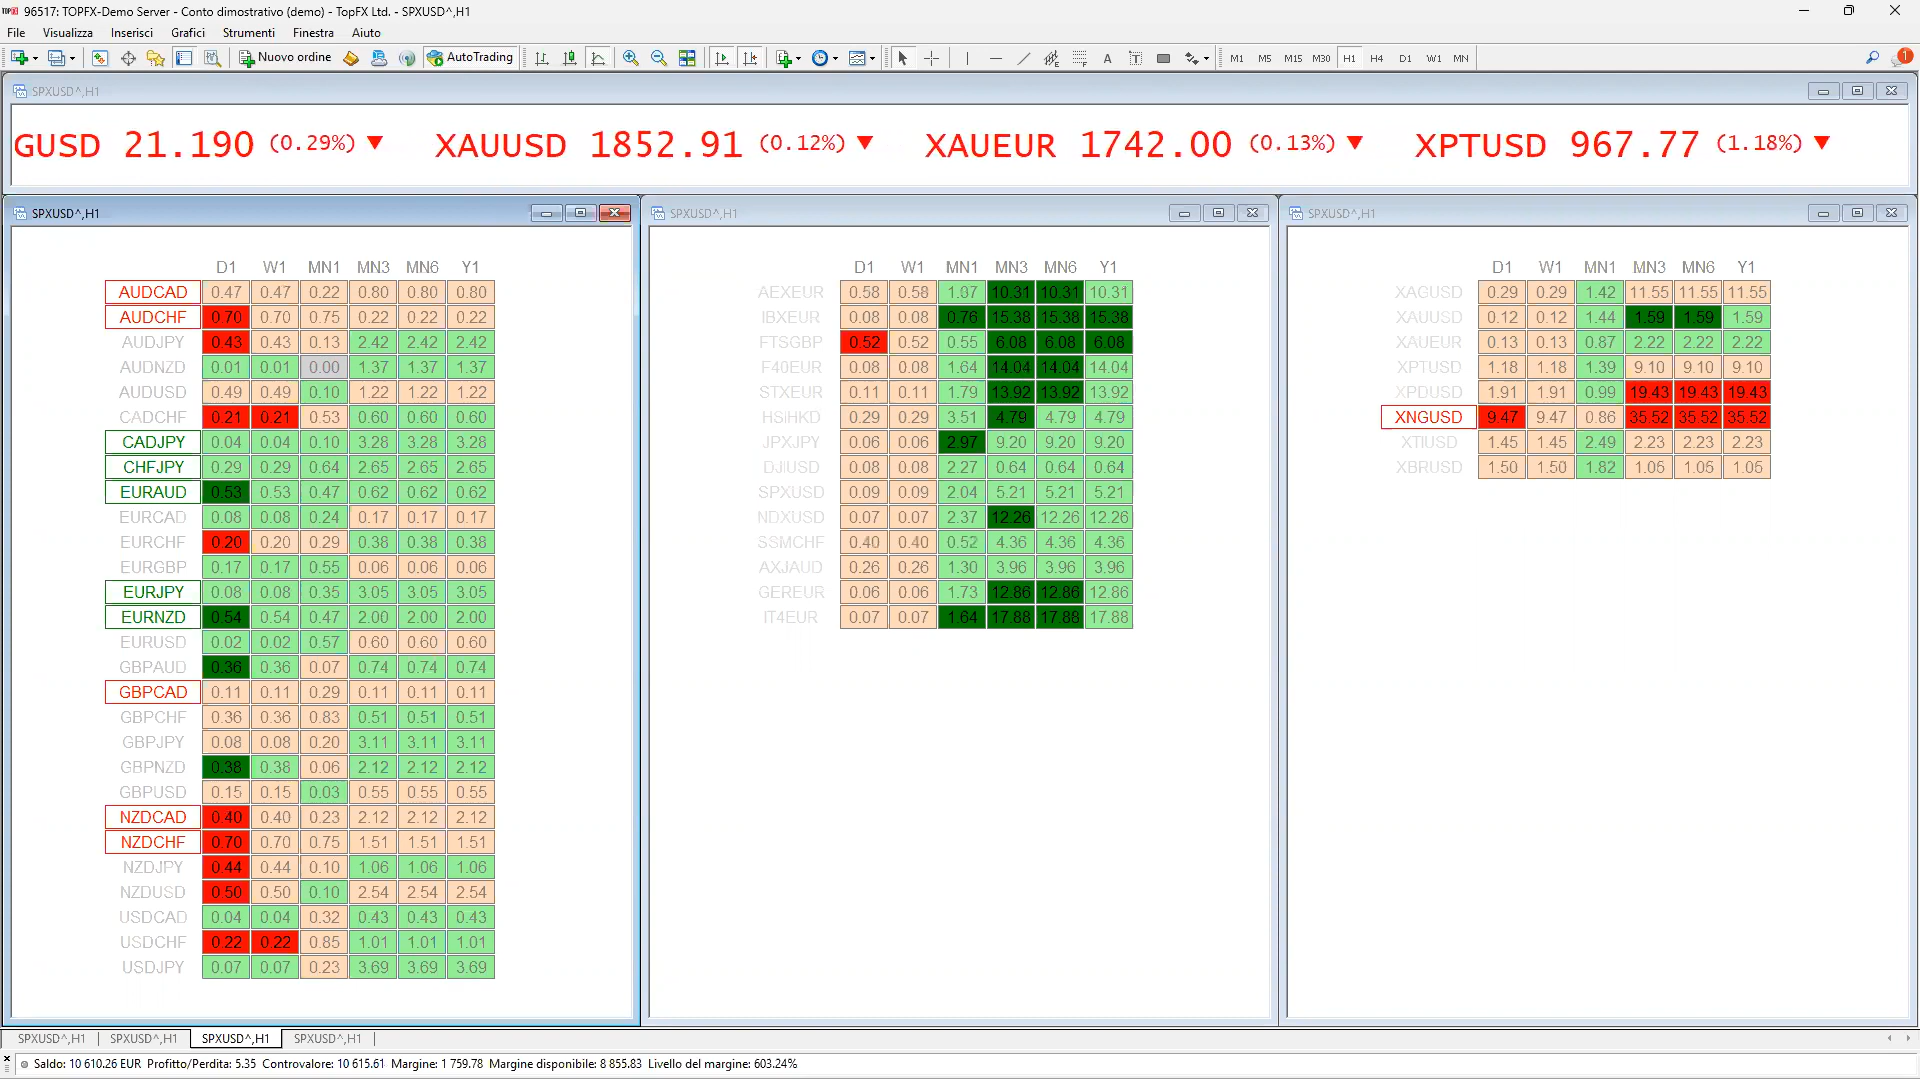 96517: TOPFX-Demo Server - Conto dimostrativo (demo) - TopFX Ltd. - SPXUSD^,H1
File Visualizza Inserisci Grafici Strumenti Finestra Aiuto
Nuovo ordine AutoTrading A T M1 M5 M15 M30 H1 H4 D1 W1 MN 1
SPXUSD^,H1
GUSD 21.190 (0.29%) ▼ XAUUSD 1852.91 (0.12%) ▼ XAUEUR 1742.00 (0.13%) ▼ XPTUSD 967.77 (1.18%) ▼
SPXUSD^,H1
D1 W1 MN1 MN3 MN6 Y1
AUDCAD 0.47 0.47 0.22 0.80 0.80 0.80
AUDCHF 0.70 0.70 0.75 0.22 0.22 0.22
AUDJPY 0.43 0.43 0.13 2.42 2.42 2.42
AUDNZD 0.01 0.01 0.00 1.37 1.37 1.37
AUDUSD 0.49 0.49 0.10 1.22 1.22 1.22
CADCHF 0.21 0.21 0.53 0.60 0.60 0.60
CADJPY 0.04 0.04 0.10 3.28 3.28 3.28
CHFJPY 0.29 0.29 0.64 2.65 2.65 2.65
EURAUD 0.53 0.53 0.47 0.62 0.62 0.62
EURCAD 0.08 0.08 0.24 0.17 0.17 0.17
EURCHF 0.20 0.20 0.29 0.38 0.38 0.38
EURGBP 0.17 0.17 0.55 0.06 0.06 0.06
EURJPY 0.08 0.08 0.35 3.05 3.05 3.05
EURNZD 0.54 0.54 0.47 2.00 2.00 2.00
EURUSD 0.02 0.02 0.57 0.60 0.60 0.60
GBPAUD 0.36 0.36 0.07 0.74 0.74 0.74
GBPCAD 0.11 0.11 0.29 0.11 0.11 0.11
GBPCHF 0.36 0.36 0.83 0.51 0.51 0.51
GBPJPY 0.08 0.08 0.20 3.11 3.11 3.11
GBPNZD 0.38 0.38 0.06 2.12 2.12 2.12
GBPUSD 0.15 0.15 0.03 0.55 0.55 0.55
NZDCAD 0.40 0.40 0.23 2.12 2.12 2.12
NZDCHF 0.70 0.70 0.75 1.51 1.51 1.51
NZDJPY 0.44 0.44 0.10 1.06 1.06 1.06
NZDUSD 0.50 0.50 0.10 2.54 2.54 2.54
USDCAD 0.04 0.04 0.32 0.43 0.43 0.43
USDCHF 0.22 0.22 0.85 1.01 1.01 1.01
USDJPY 0.07 0.07 0.23 3.69 3.69 3.69
SPXUSD^,H1
D1 W1 MN1 MN3 MN6 Y1
AEXEUR 0.58 0.58 1.07 10.31 10.31 10.31
IBXEUR 0.08 0.08 0.76 15.38 15.38 15.38
FTSGBP 0.52 0.52 0.55 6.08 6.08 6.08
F40EUR 0.08 0.08 1.64 14.04 14.04 14.04
STXEUR 0.11 0.11 1.79 13.92 13.92 13.92
HSIHKD 0.29 0.29 3.51 4.79 4.79 4.79
JPXJPY 0.06 0.06 2.97 9.20 9.20 9.20
DJIUSD 0.08 0.08 2.27 0.64 0.64 0.64
SPXUSD 0.09 0.09 2.04 5.21 5.21 5.21
NDXUSD 0.07 0.07 2.37 12.26 12.26 12.26
SSMCHF 0.40 0.40 0.52 4.36 4.36 4.36
AXJAUD 0.26 0.26 1.30 3.96 3.96 3.96
GEREUR 0.06 0.06 1.73 12.86 12.86 12.86
IT4EUR 0.07 0.07 1.64 17.88 17.88 17.88
SPXUSD^,H1
D1 W1 MN1 MN3 MN6 Y1
XAGUSD 0.29 0.29 1.42 11.55 11.55 11.55
XAUUSD 0.12 0.12 1.44 1.59 1.59 1.59
XAUEUR 0.13 0.13 0.87 2.22 2.22 2.22
XPTUSD 1.18 1.18 1.39 9.10 9.10 9.10
XPDUSD 1.91 1.91 0.99 19.43 19.43 19.43
XNGUSD 9.47 9.47 0.86 35.52 35.52 35.52
XTIUSD 1.45 1.45 2.49 2.23 2.23 2.23
XBRUSD 1.50 1.50 1.82 1.05 1.05 1.05
SPXUSD^,H1 SPXUSD^,H1 SPXUSD^,H1 SPXUSD^,H1
Saldo: 10 610.26 EUR Profitto/Perdita: 5.35 Controvalore: 10 615.61 Margine: 1 759.78 Margine disponibile: 8 855.83 Livello del margine: 603.24%